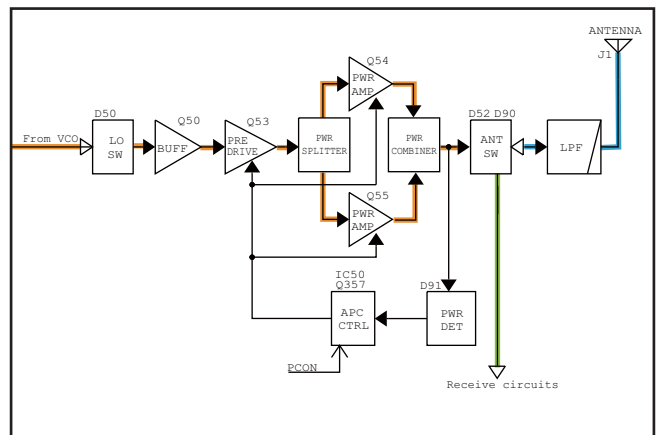 ANTENNA
J1
Q54
PWR
AMP
D50
Q50
Q53
D52 D90
From VCO
LO
SW
BUFF
PRE
DRIVE
PWR
SPLITTER
PWR
COMBINER
ANT
SW
LPF
Q55
PWR
AMP
IC50
Q357
D91
APC
CTRL
PWR
DET
PCON
Receive circuits